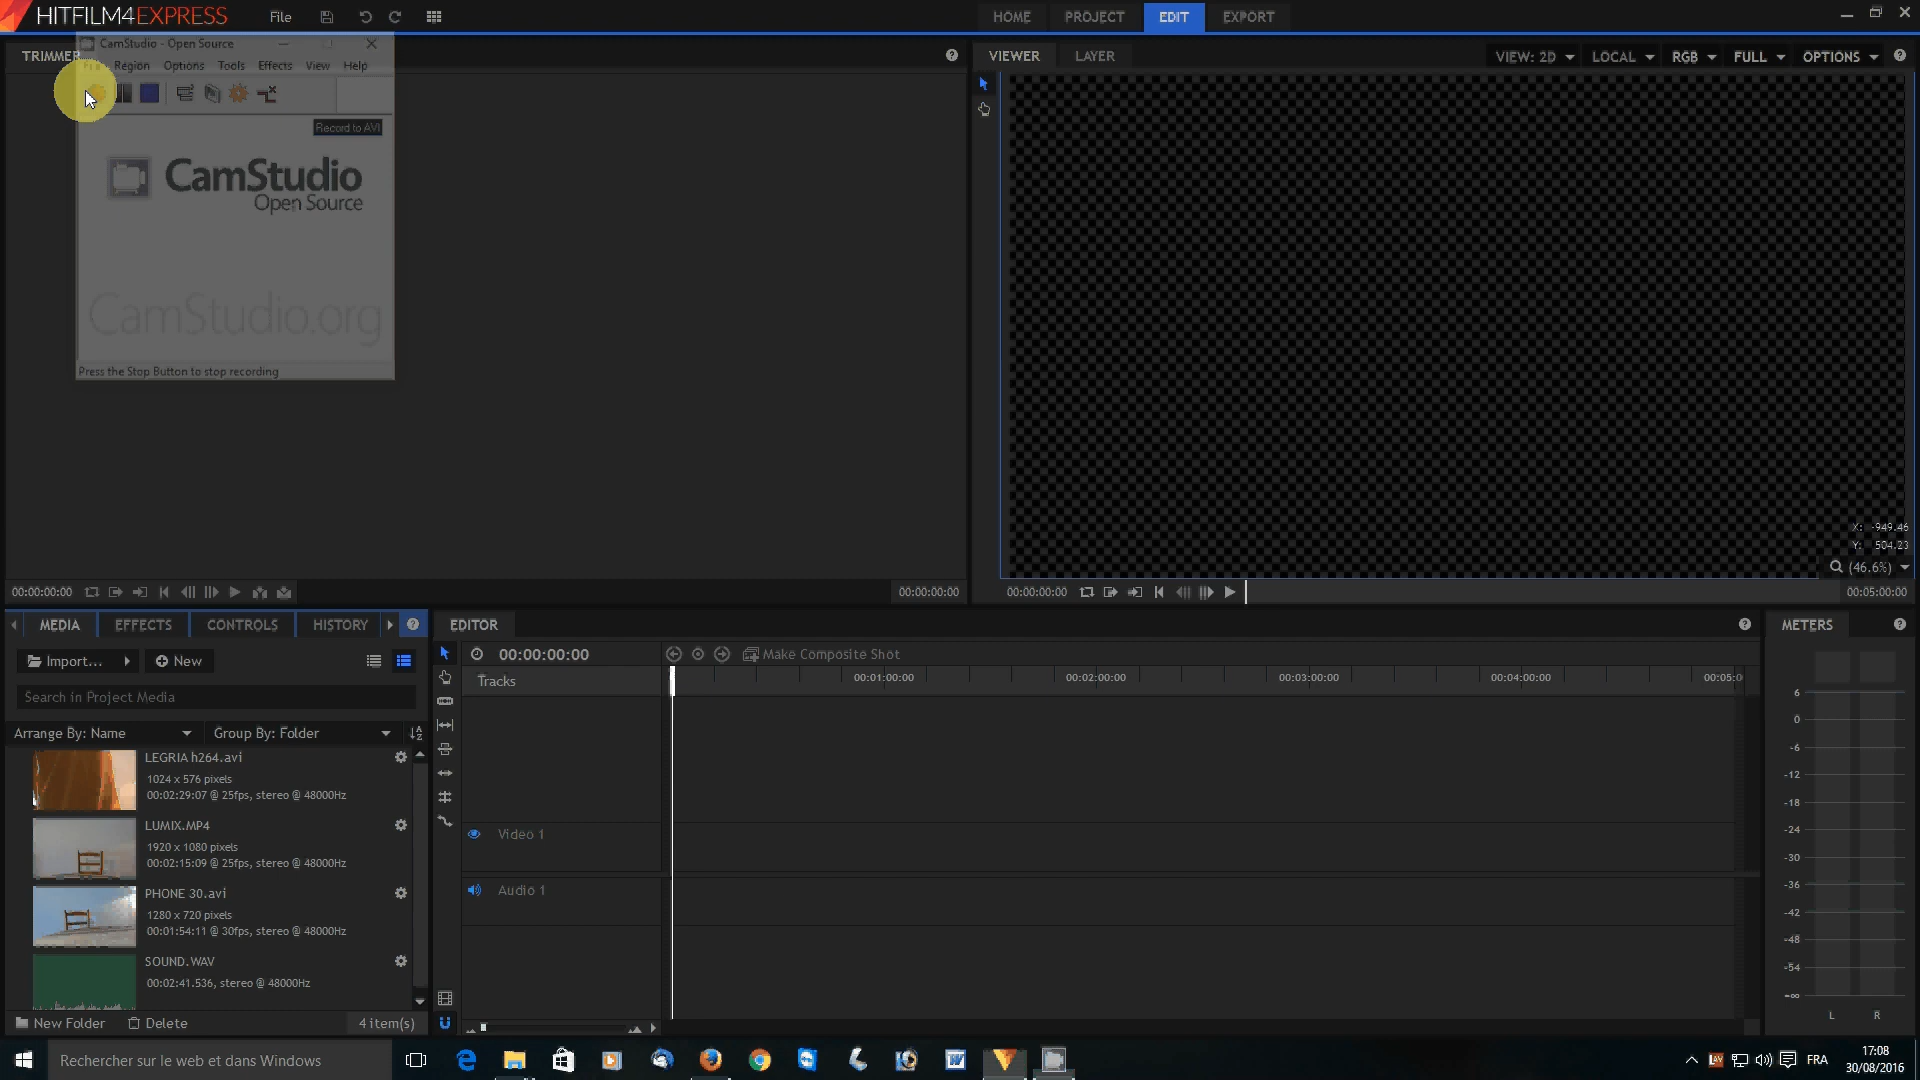 HITFILM4EXPRESS
File
HOME
PROJECT
EDIT
EXPORT
CamStudio - Open Source
TRIMMER
Region Options Tools Effects View Help
Record to AVI
CamStudio
Open Source
CamStudio.org
Press the Stop Button to stop recording
VIEWER
LAYER
VIEW: 2D
LOCAL
RGB
FULL
OPTIONS
X: -949.46
Y: 504.23
(46.6%)
00:00:00:00
00:00:00:00
00:00:00:00
00:05:00:00
MEDIA
EFFECTS
CONTROLS
HISTORY
Import...
New
Search in Project Media
Arrange By: Name
Group By: Folder
LEGRIA h264.avi
1024 x 576 pixels
00:02:29:07 @ 25fps, stereo @ 48000Hz
LUMIX.MP4
1920 x 1080 pixels
00:02:15:09 @ 25fps, stereo @ 48000Hz
PHONE 30.avi
1280 x 720 pixels
00:01:54:11 @ 30fps, stereo @ 48000Hz
SOUND.WAV
00:02:41.536, stereo @ 48000Hz
New Folder
Delete
4 item(s)
EDITOR
00:00:00:00
Make Composite Shot
Tracks
00:01:00:00
00:02:00:00
00:03:00:00
00:04:00:00
00:05:0
Video 1
Audio 1
METERS
6
0
-6
-12
-18
-24
-30
-36
-42
-48
-54
-∞
L R
Rechercher sur le web et dans Windows
FRA
17:08
30/08/2016